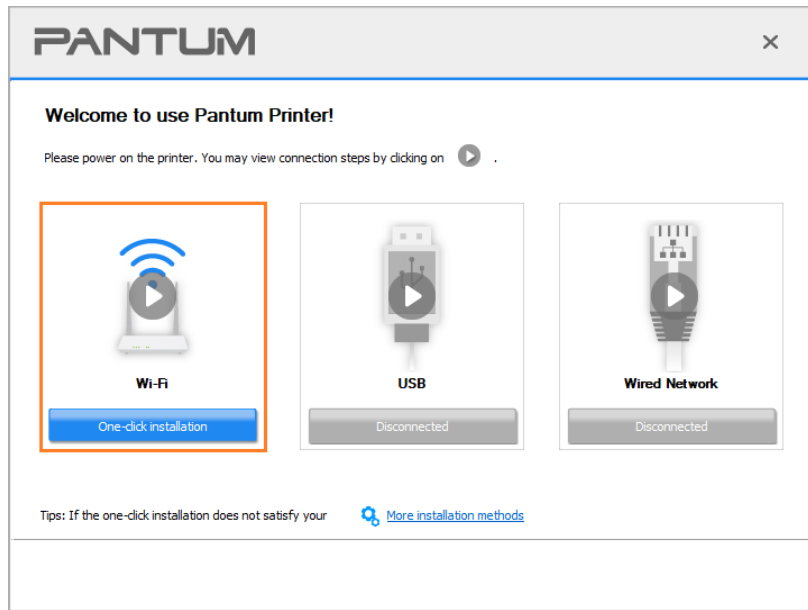 PANTUM
Welcome to use Pantum Printer!
Please power on the printer. You may view connection steps by clicking on .
Wi-Fi
USB
Wired Network
One-click installation
Disconnected
Disconnected
Tips: If the one-click installation does not satisfy your
More installation methods